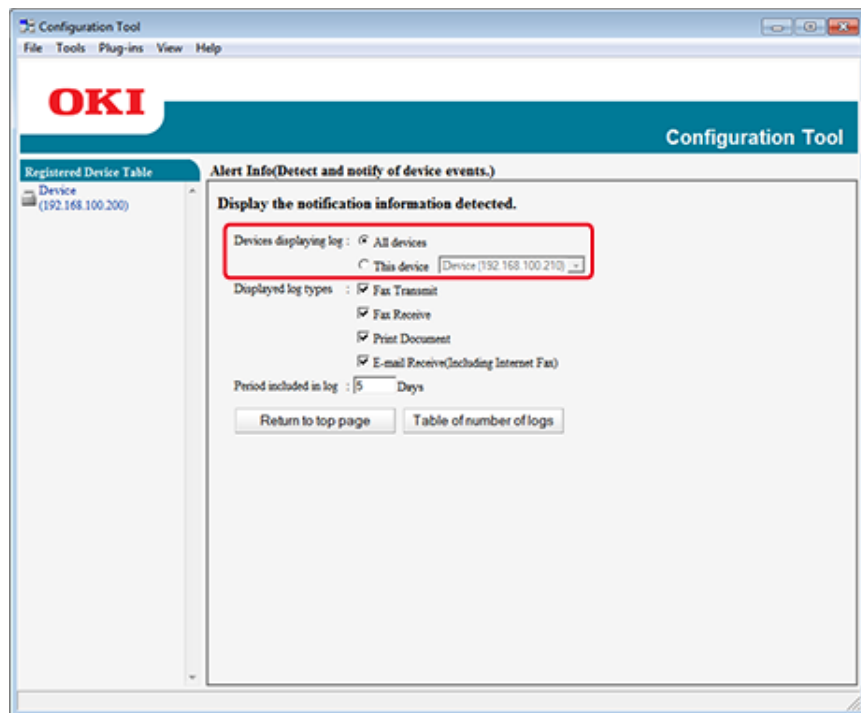 Configuration Tool
File Tools Plug-ins View Help
OKI
Configuration Tool
Registered Device Table
Device
(192.168.100.200)
Alert Info(Detect and notify of device events.)
Display the notification information detected.
Devices displaying log : All devices
This device Device (192.168.100.210)
Displayed log types : Fax Transmit
Fax Receive
Print Document
E-mail Receive(Including Internet Fax)
Period included in log : 5 Days
Return to top page Table of number of logs